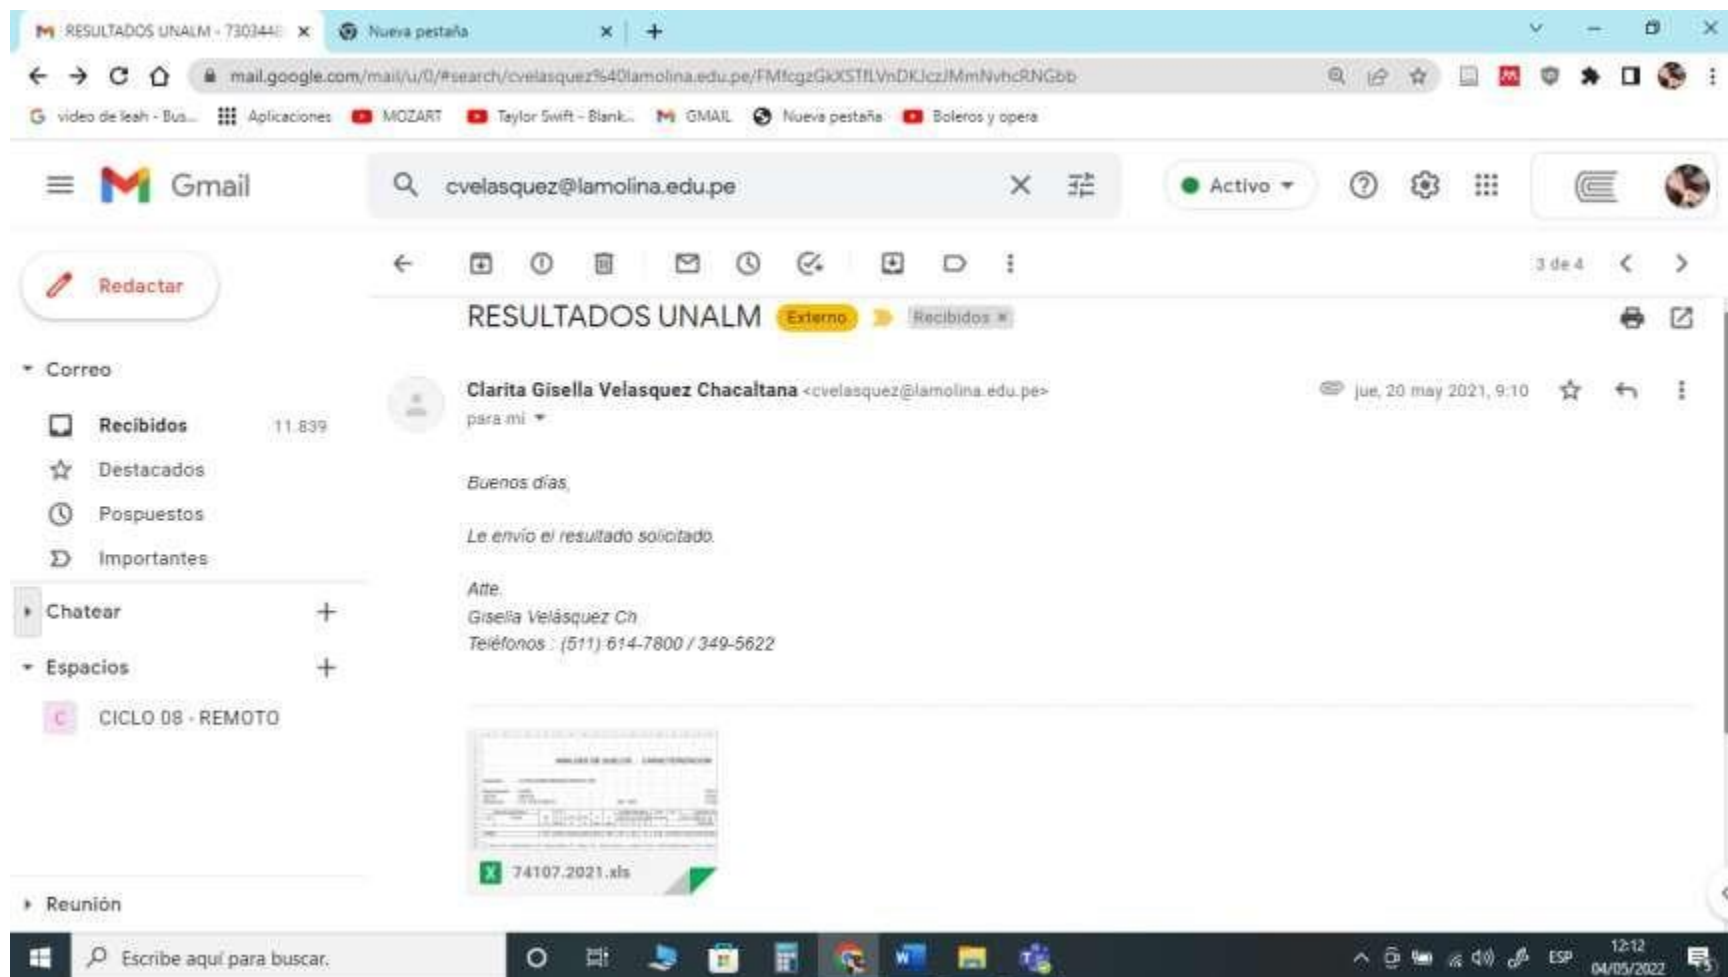 RESULTADOS UNALM - 730344
Nueva pestaña
mail.google.com/mail/u/0/#search/cvelasquez%40lamolina.edu.pe/
video de leah - Bus...
Aplicaciones
MOZART
Taylor Swift - Blank...
GMAIL
Nueva pestaña
Boleros y opera
Gmail
cvelasquez@lamolina.edu.pe
Activo
3 de 4
Redactar
RESULTADOS UNALM Externo Recibidos ×
Correo
Clarita Gisella Velasquez Chacaltana <cvelasquez@lamolina.edu.pe>
jue, 20 may 2021, 9:10
para mí
Recibidos 11.839
Destacados
Buenos días,
Pospuestos
Le envío el resultado solicitado.
Importantes
Atte.
Chatear
Gisella Velásquez Ch
Teléfonos : (511) 614-7800 / 349-5622
Espacios
C CICLO 08 - REMOTO
ANALISIS DE SUELOS : CARACTERIZACION
74107.2021.xls
Reunión
Escribe aquí para buscar.
ESP
12:12
04/05/2022